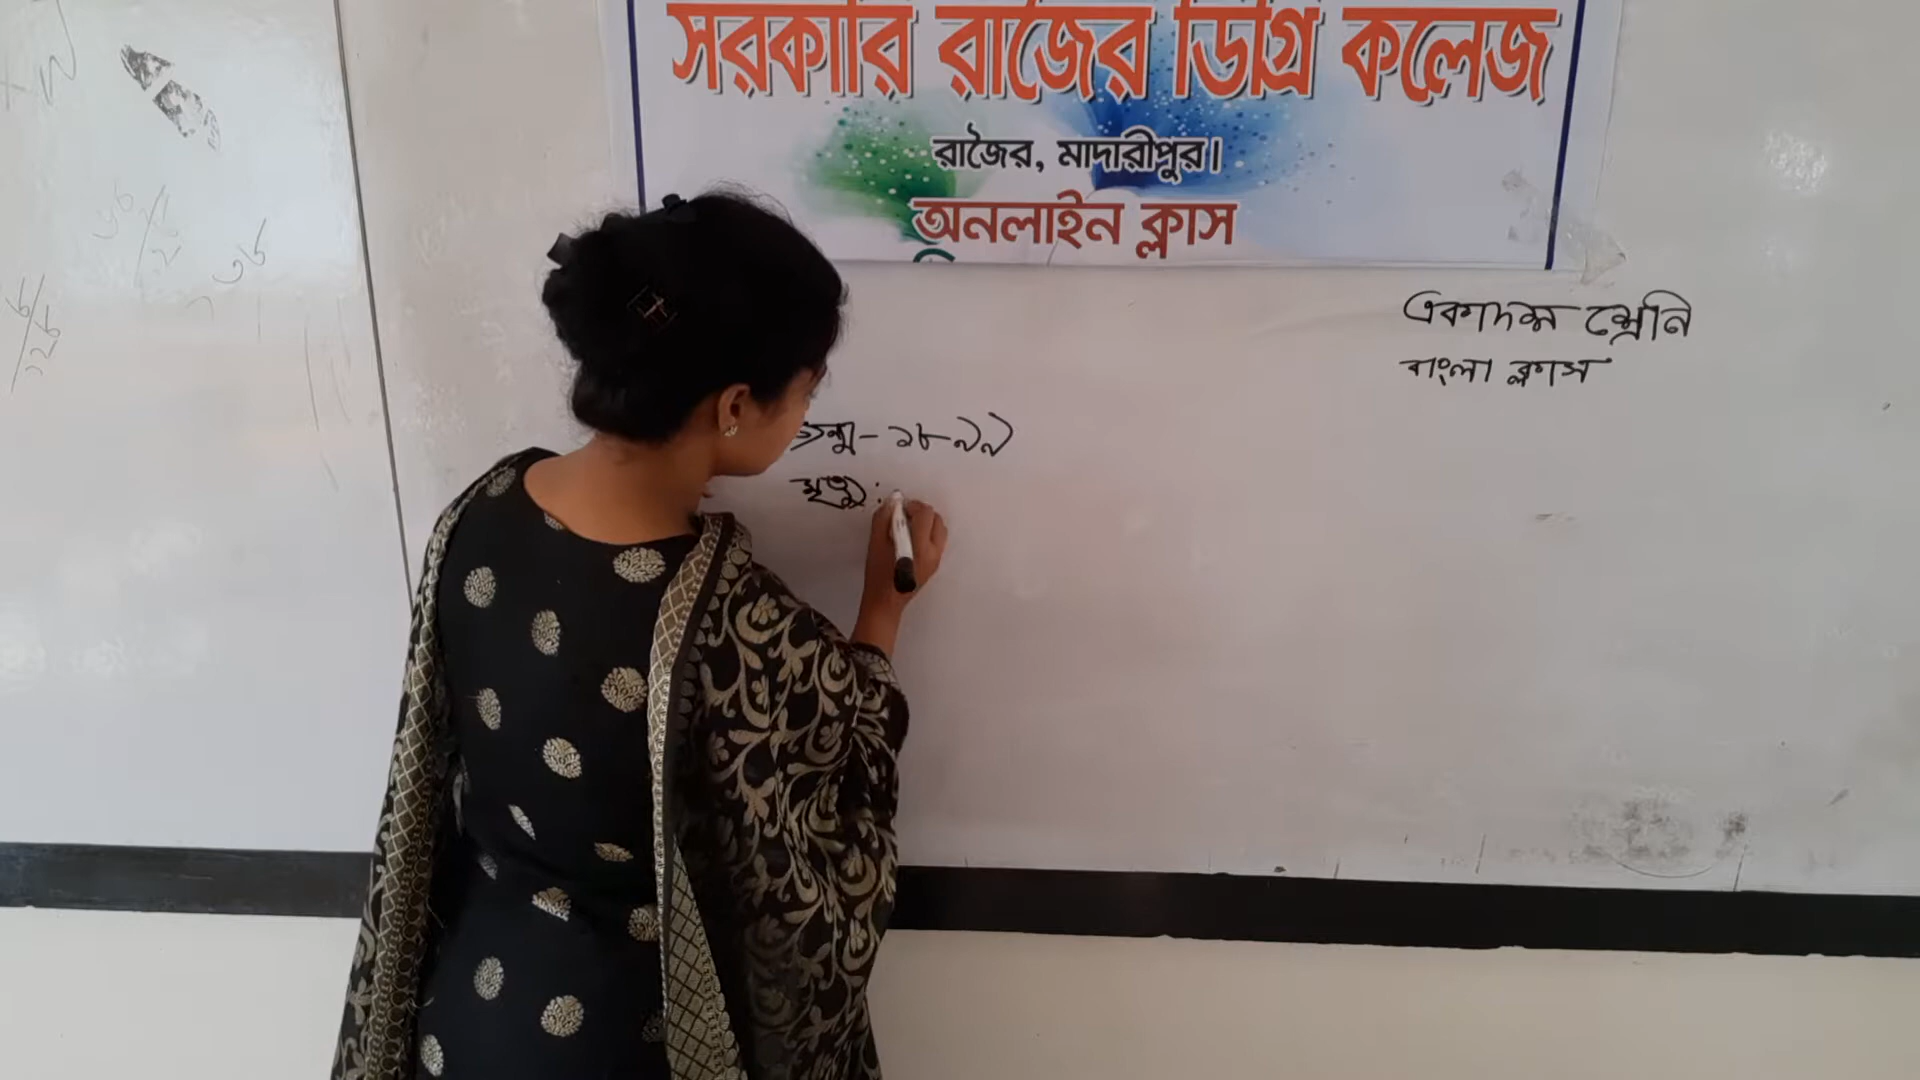 সরকারি রাজৈর ডিগ্রি কলেজ
রাজৈর, মাদারীপুর।
অনলাইন ক্লাস
একাদশ শ্রেনি
বাংলা ক্লাস
জন্ম - ১৮৯৯
মৃত্যু :